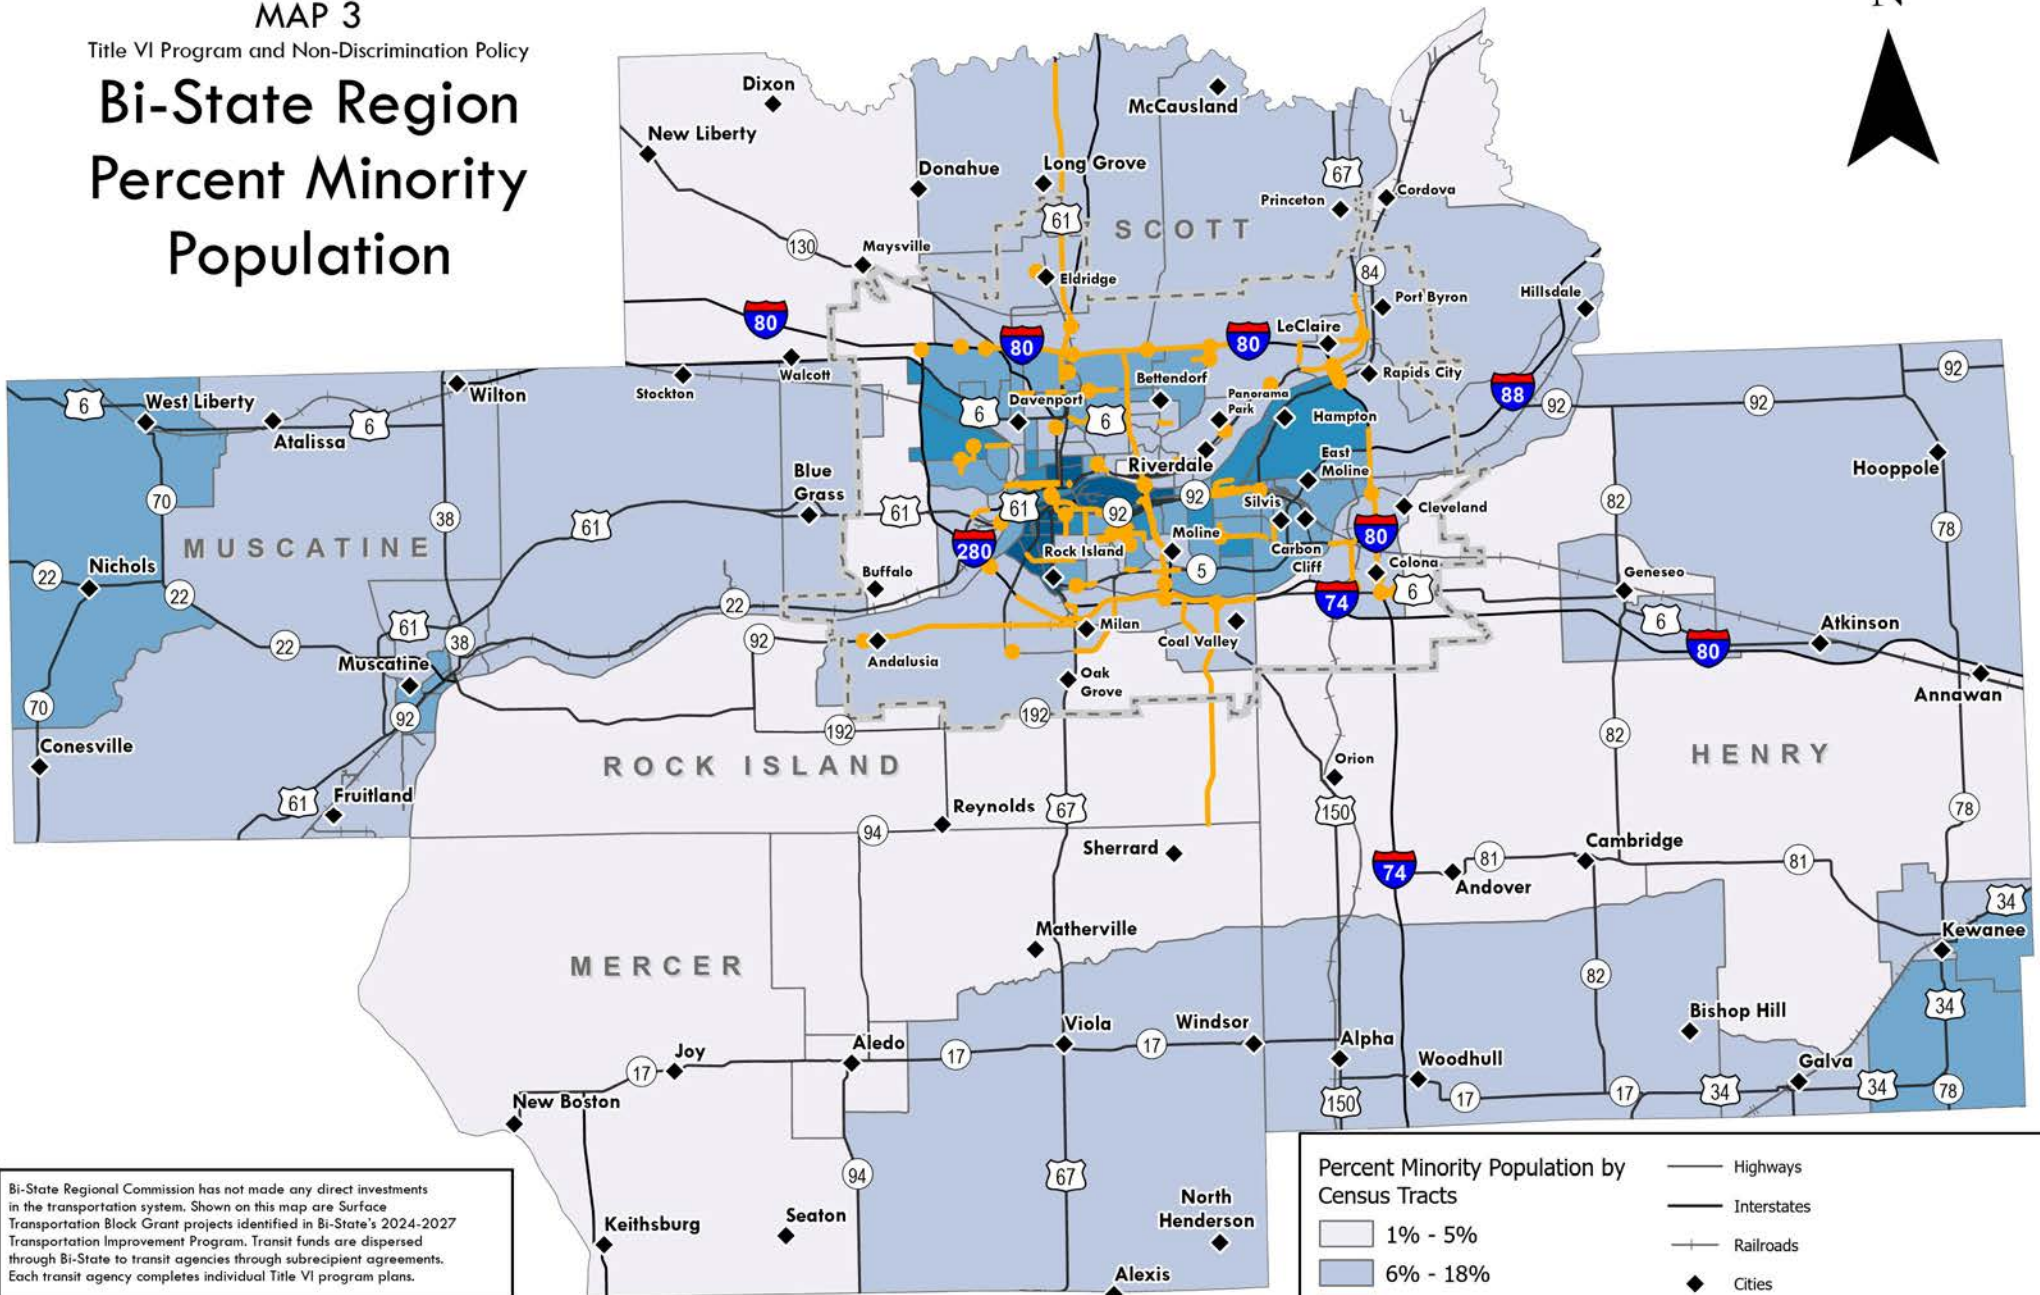 MAP 3
Title VI Program and Non-Discrimination Policy
Bi-State Region
Percent Minority
Population
N
Dixon
New Liberty
McCausland
Donahue
Long Grove
67
Cordova
Princeton
61
SCOTT
130
Maysville
84
Eldridge
Port Byron
Hillsdale
80
80
80
LeClaire
Walcott
Stockton
Rapids City
Bettendorf
88
92
92
92
6
West Liberty
Wilton
Atalissa
6
6
Davenport
6
Panorama
Park
Hampton
East
Moline
Riverdale
Hooppole
Blue
Grass
70
38
61
61
61
92
92
Silvis
Cleveland
82
78
MUSCATINE
280
Rock Island
Moline
Carbon
Cliff
80
Colona
22
Nichols
22
Buffalo
5
74
6
Geneseo
22
61
38
22
92
Milan
Coal Valley
6
Atkinson
80
Muscatine
Andalusia
Oak
Grove
Annawan
70
92
192
192
82
Conesville
ROCK ISLAND
Orion
HENRY
61
Fruitland
Reynolds
67
150
78
94
Sherrard
Cambridge
74
81
81
Andover
34
Matherville
Kewanee
MERCER
82
34
Bishop Hill
Viola
Windsor
Alpha
Aledo
Joy
17
17
17
Woodhull
Galva
New Boston
150
17
17
34
34
78
94
67
Keithsburg
Seaton
North
Henderson
Alexis
Bi-State Regional Commission has not made any direct investments
in the transportation system. Shown on this map are Surface
Transportation Block Grant projects identified in Bi-State's 2024-2027
Transportation Improvement Program. Transit funds are dispersed
through Bi-State to transit agencies through subrecipient agreements.
Each transit agency completes individual Title VI program plans.
Percent Minority Population by
Census Tracts
1% - 5%
6% - 18%
Highways
Interstates
Railroads
Cities